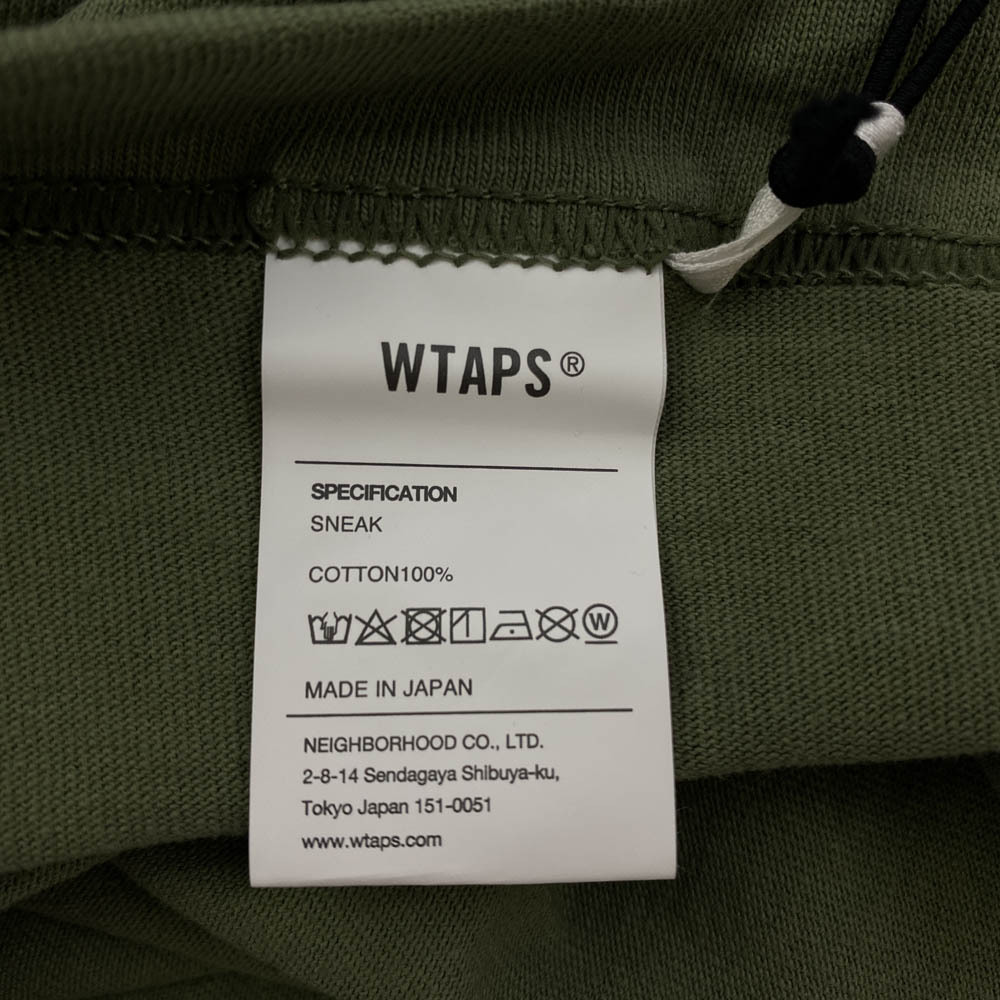 WTAPS®
SPECIFICATION
SNEAK
COTTON100%
W
MADE IN JAPAN
NEIGHBORHOOD CO., LTD.
2-8-14 Sendagaya Shibuya-ku,
Tokyo Japan 151-0051
www.wtaps.com